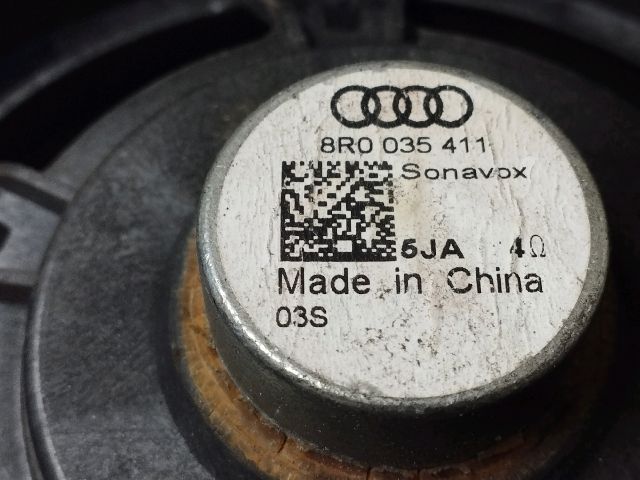 8R0 035 411
Sonavox
5JA 4Ω
Made in China
03S